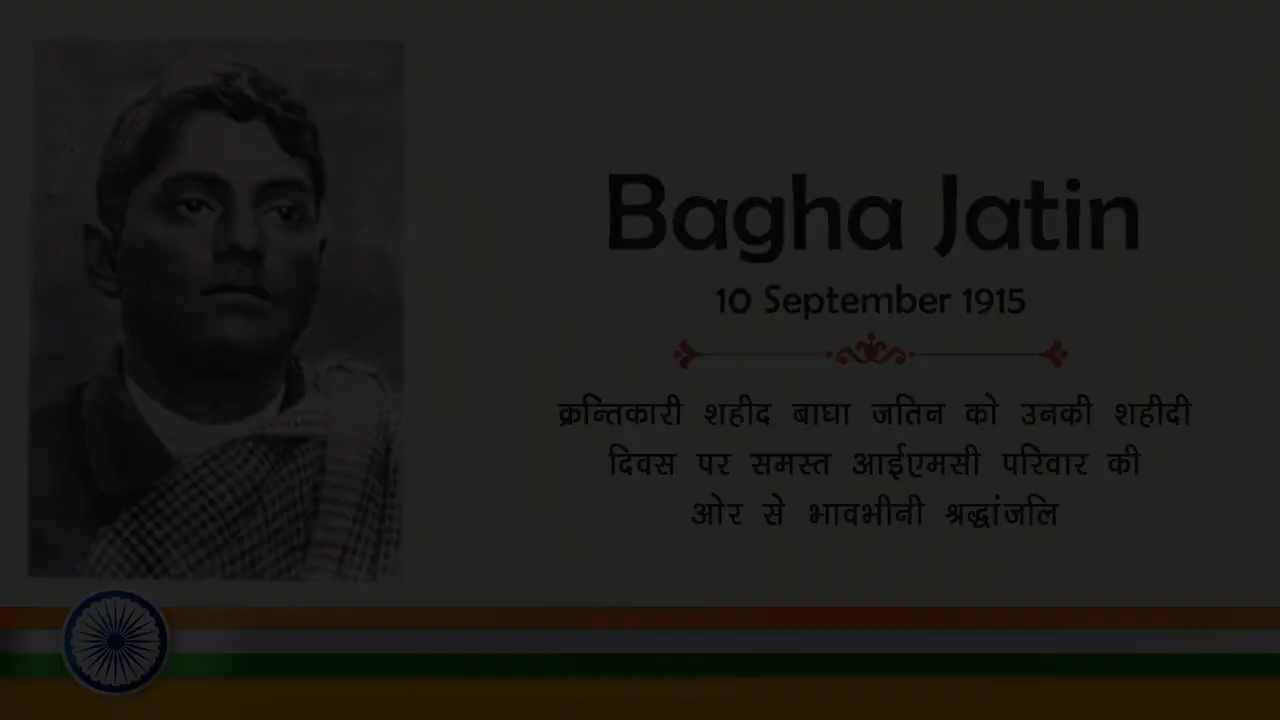 Bagha Jatin
10 September 1915
क्रन्तिकारी शहीद बाघा जतिन को उनकी शहीदी
दिवस पर समस्त आईएमसी परिवार की
ओर से भावभीनी श्रद्धांजलि